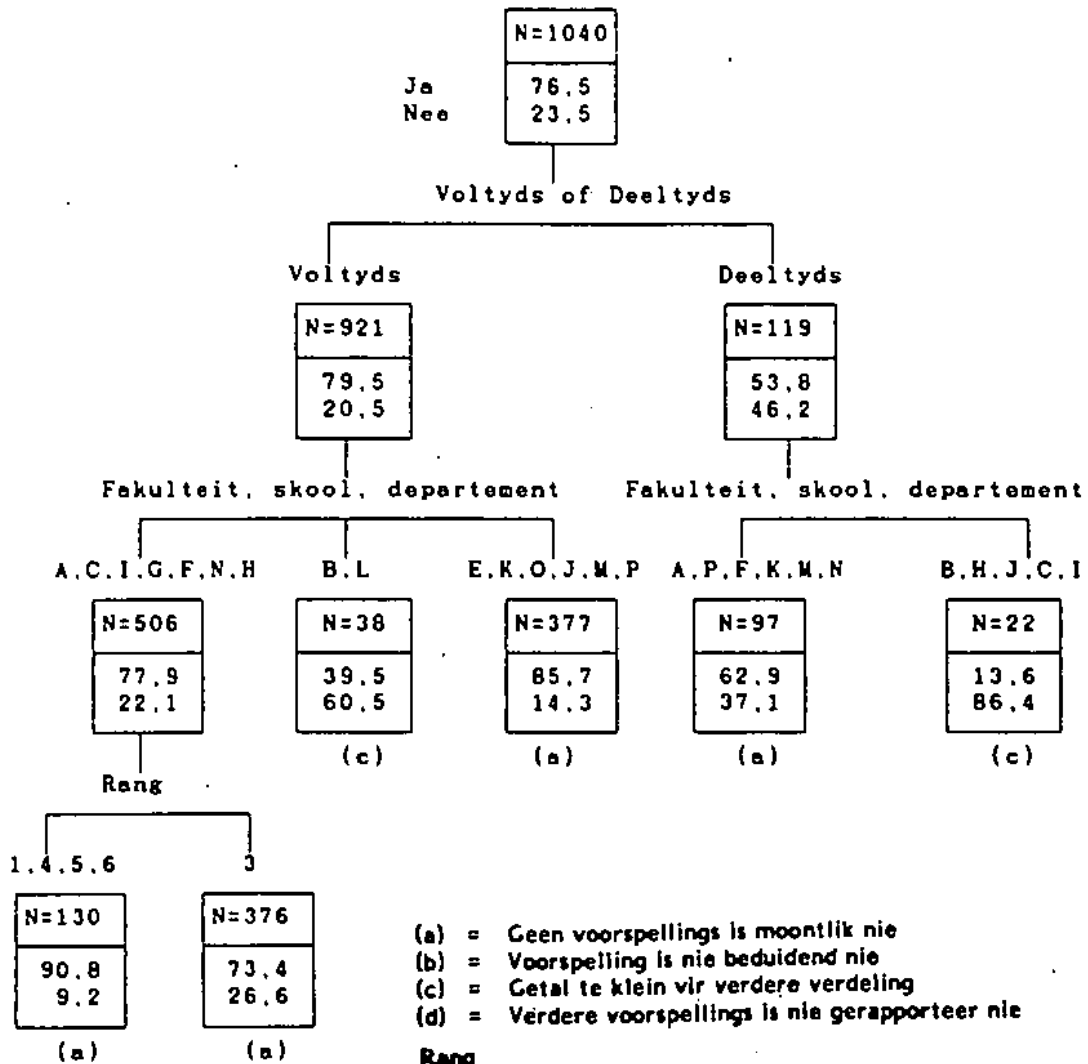 N=1040
Ja 76,5
Nee 23,5
Voltyds of Deeltyds
Voltyds Deeltyds
N=921 N=119
79,5 53,8
20,5 46,2
Fakulteit, skool, departement Fakulteit, skool, departement
A,C,I,G,F,N,H B,L E,K,O,J,M,P A,P,F,K,M,N B,H,J,C,I
N=506 N=38 N=377 N=97 N=22
77,9 39,5 85,7 62,9 13,6
22,1 60,5 14,3 37,1 86,4
(c) (a) (a) (c)
Rang
1,4,5,6 3
N=130 N=376
90,8 73,4
9,2 26,6
(a) (a)
(a) = Geen voorspellings is moontlik nie
(b) = Voorspelling is nie beduidend nie
(c) = Getal te klein vir verdere verdeling
(d) = Verdere voorspellings is nie gerapporteer nie
Rang